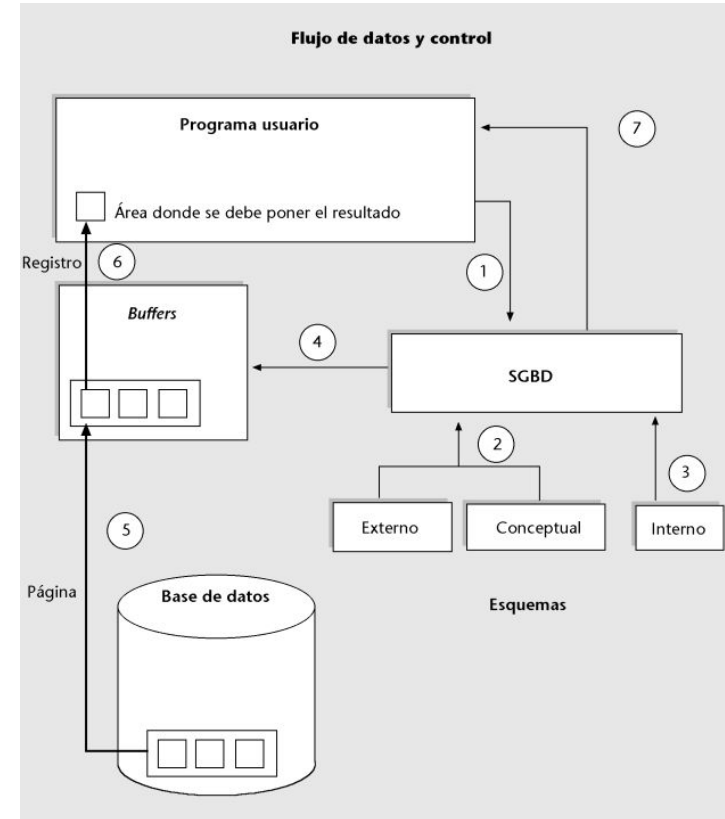 Flujo de datos y control
Programa usuario
7
Área donde se debe poner el resultado
Registro
6
1
Buffers
4
SGBD
2
3
Externo
Conceptual
Interno
5
Página
Base de datos
Esquemas